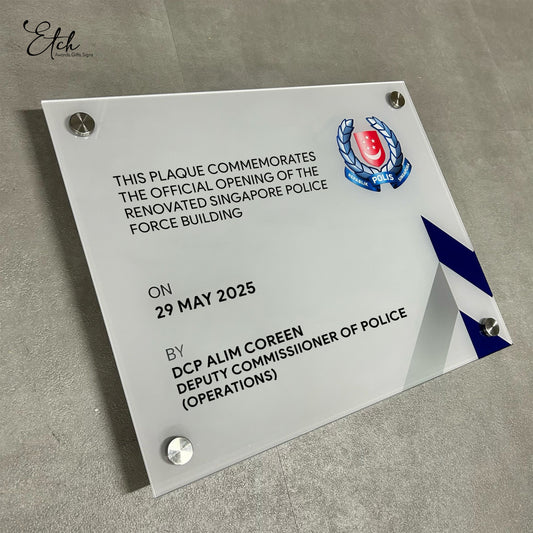 Etch
Awards.Gifts.Signs
THIS PLAQUE COMMEMORATES
THE OFFICIAL OPENING OF THE
RENOVATED SINGAPORE POLICE
FORCE BUILDING
POLIS
ON
29 MAY 2025
BY
DCP ALIM COREEN
DEPUTY COMMISSIIONER OF POLICE
(OPERATIONS)